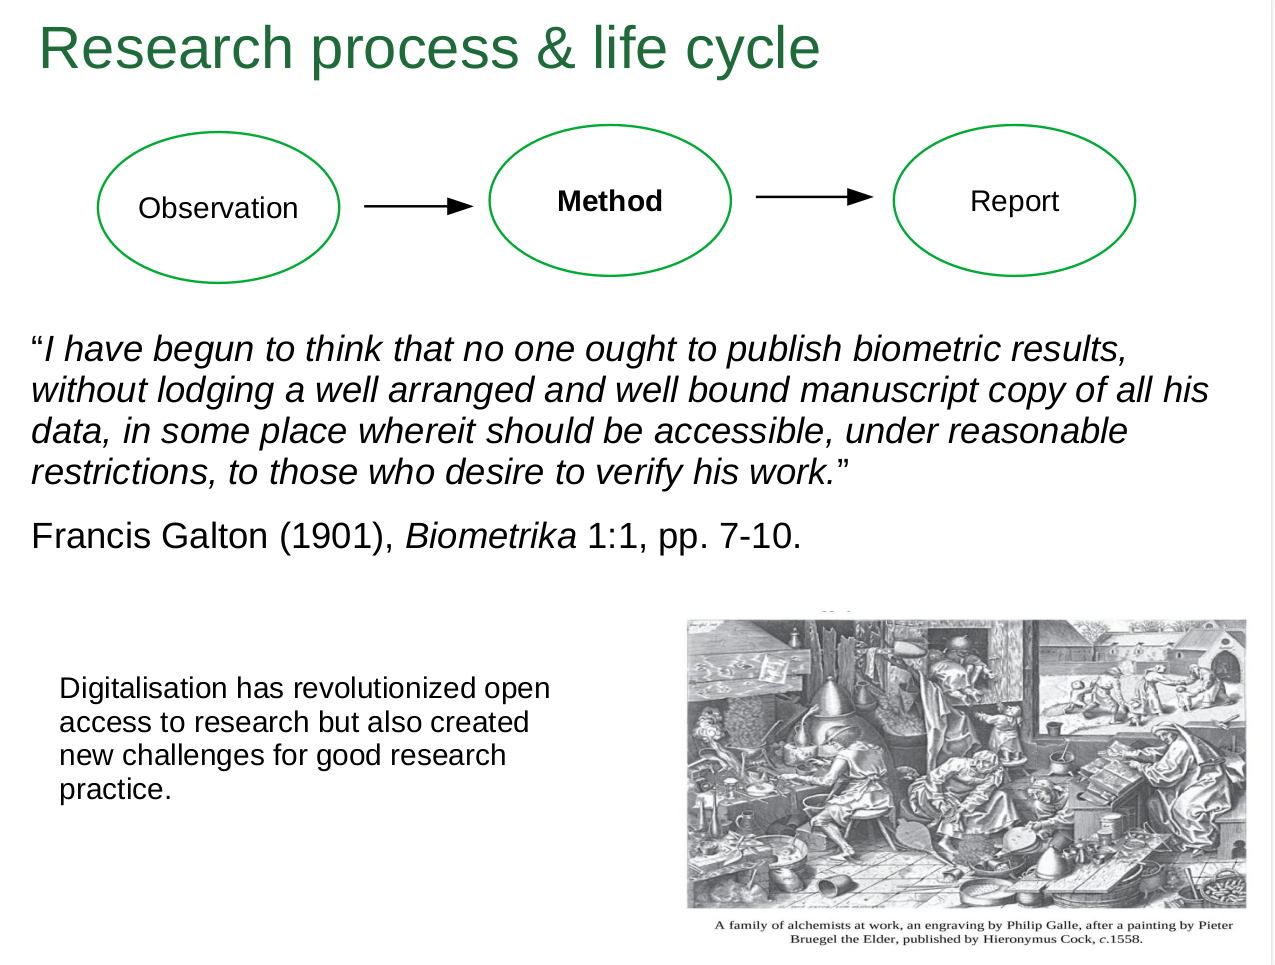 Research process & life cycle
Observation
Method
Report
“I have begun to think that no one ought to publish biometric results,
without lodging a well arranged and well bound manuscript copy of all his
data, in some place whereit should be accessible, under reasonable
restrictions, to those who desire to verify his work.”
Francis Galton (1901), Biometrika 1:1, pp. 7-10.
Digitalisation has revolutionized open
access to research but also created
new challenges for good research
practice.
A family of alchemists at work, an engraving by Philip Galle, after a painting by Pieter
Bruegel the Elder, published by Hieronymus Cock, c.1558.